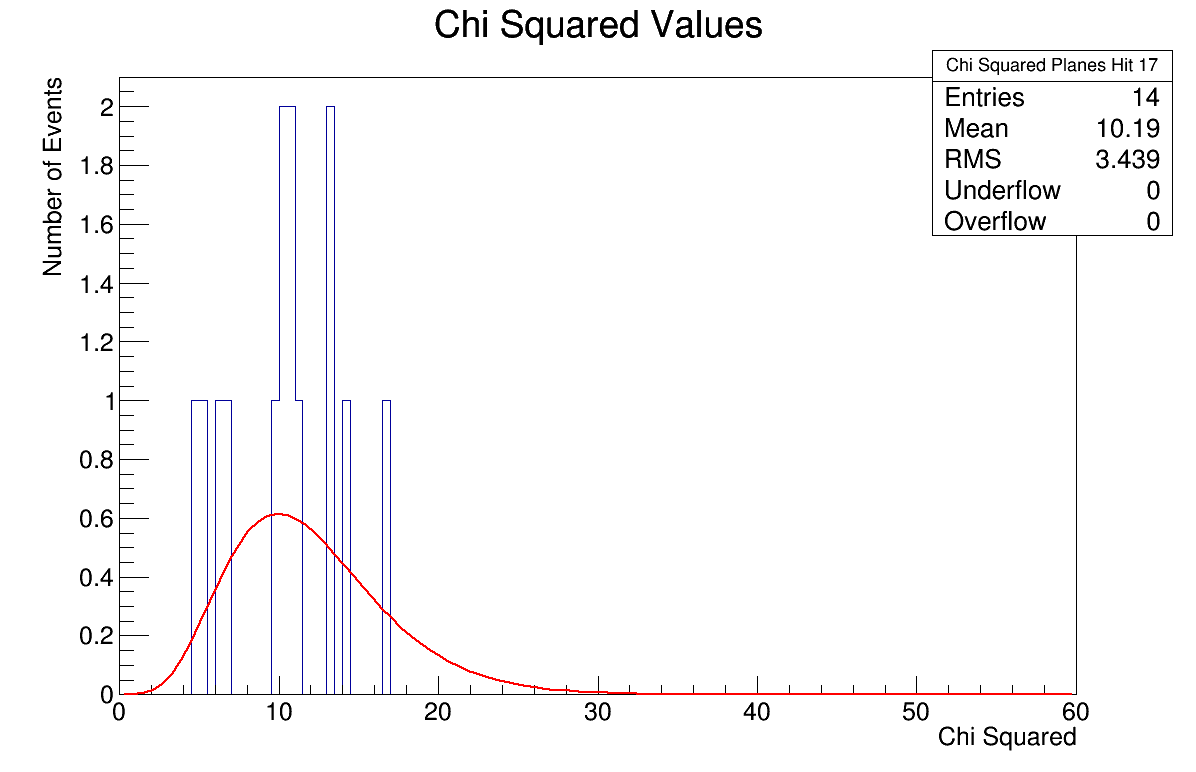 Chi Squared Values
Chi Squared Planes Hit 17
Entries 14
Mean 10.19
RMS 3.439
Underflow 0
Overflow 0
Number of Events
2
1.8
1.6
1.4
1.2
1
0.8
0.6
0.4
0.2
0
0 10 20 30 40 50 60
Chi Squared